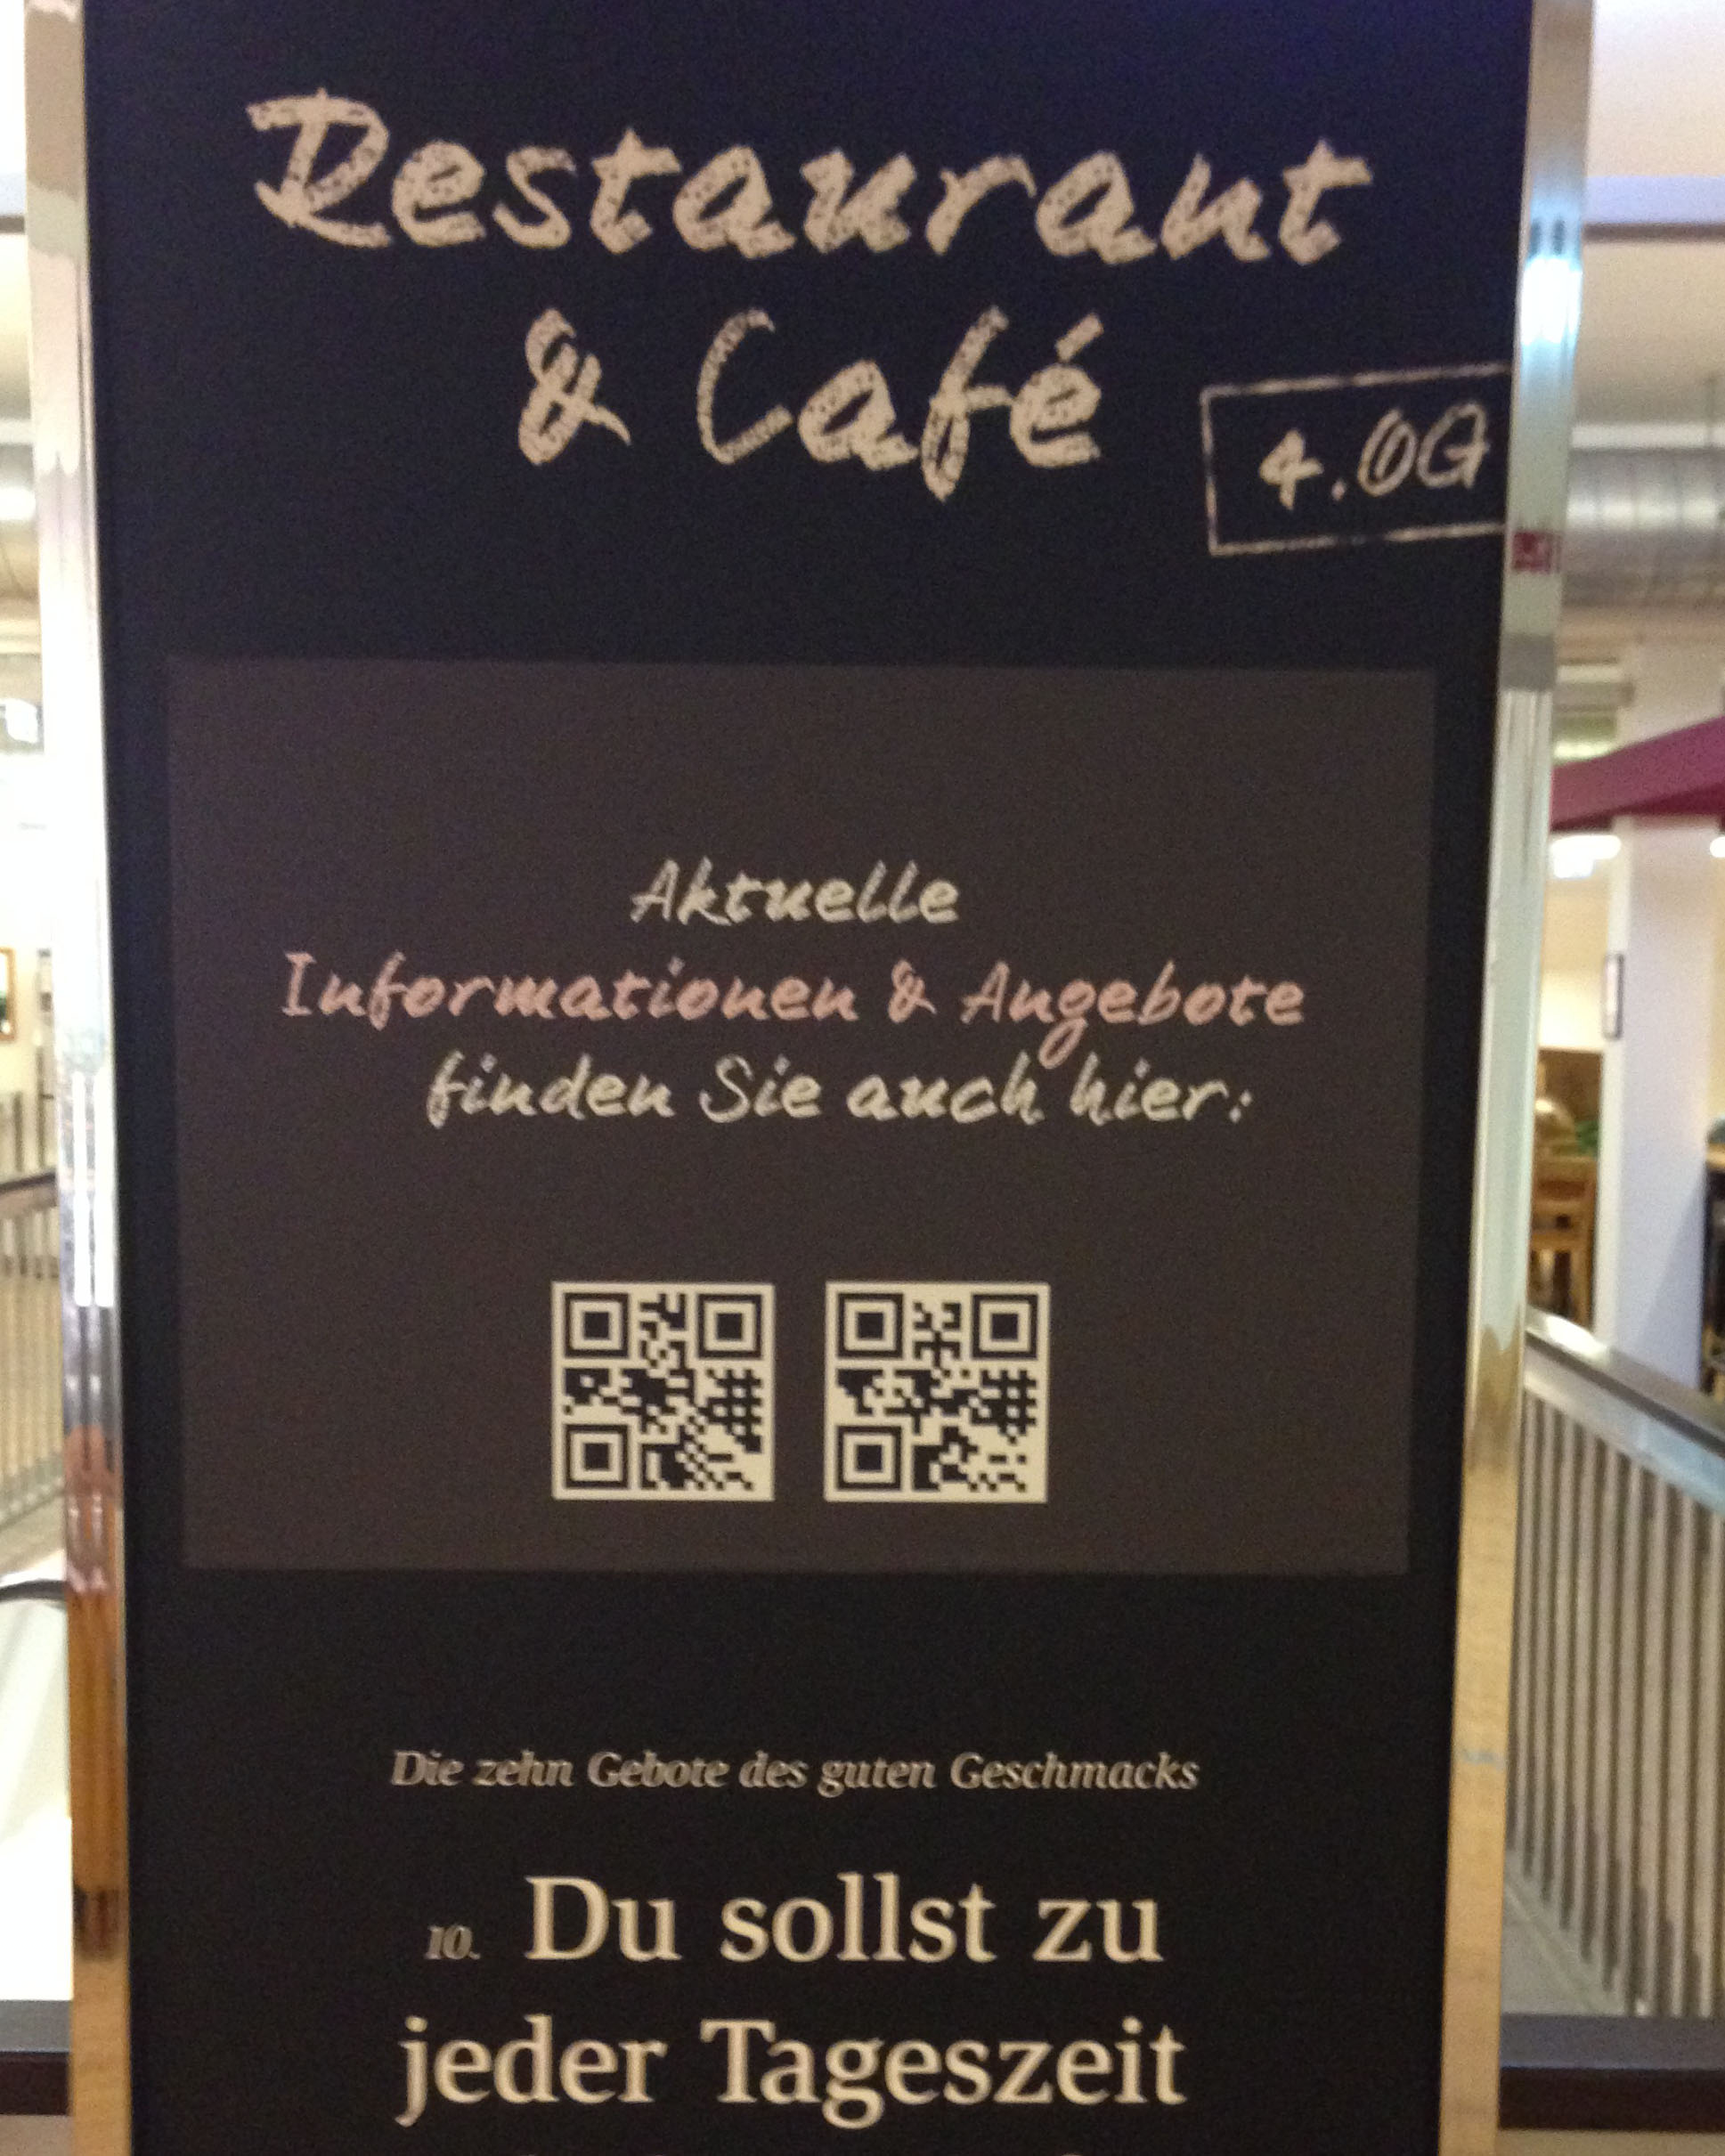 Restaurant
& Café
4.OG
Aktuelle
Informationen & Angebote
finden Sie auch hier:
Die zehn Gebote des guten Geschmacks
10. Du sollst zu
jeder Tageszeit